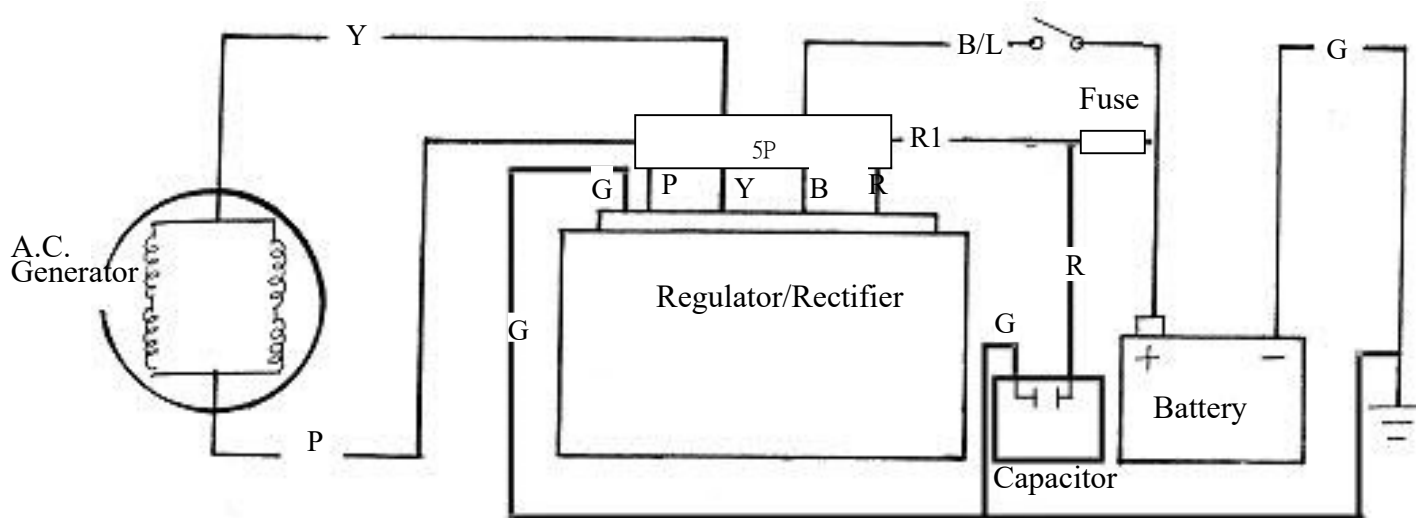 Y
B/L
G
Fuse
R1
5P
G
P
Y
B
R
A.C.
Generator
Regulator/Rectifier
R
G
G
+
−
Battery
P
Capacitor